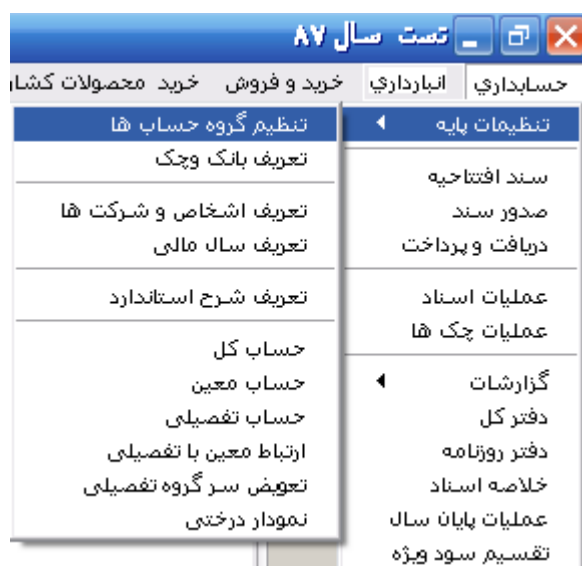 تست سال ۸۷
حسابداري انبارداري خرید و فروش خرید محصولات کشا
تنظیمات پایه
سند افتتاحیه
صدور سند
دریافت و پرداخت
عملیات اسناد
عملیات چک ها
گزارشات
دفتر کل
دفتر روزنامه
خلاصه اسناد
عملیات پایان سال
تقسیم سود ویژه
تنظیم گروه حساب ها
تعریف بانک وچک
تعریف اشخاص و شرکت ها
تعریف سال مالی
تعریف شرح استاندارد
حساب کل
حساب معین
حساب تفصیلی
ارتباط معین با تفصیلی
تعویض سر گروه تفصیلی
نمودار درختی